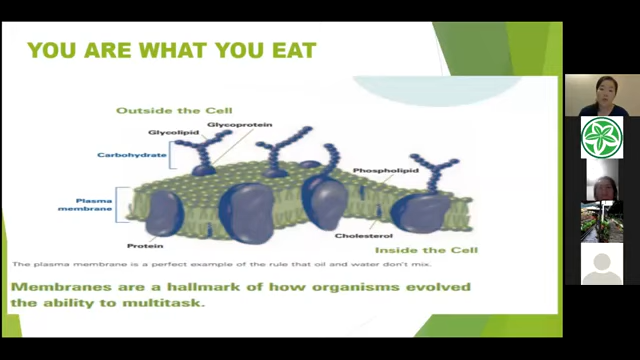 YOU ARE WHAT YOU EAT
Outside the Cell
Glycoprotein
Glycolipid
Carbohydrate
Phospholipid
Plasma
membrane
Cholesterol
Protein
Inside the Cell
The plasma membrane is a perfect example of the rule that oil and water don't mix.
Membranes are a hallmark of how organisms evolved
the ability to multitask.